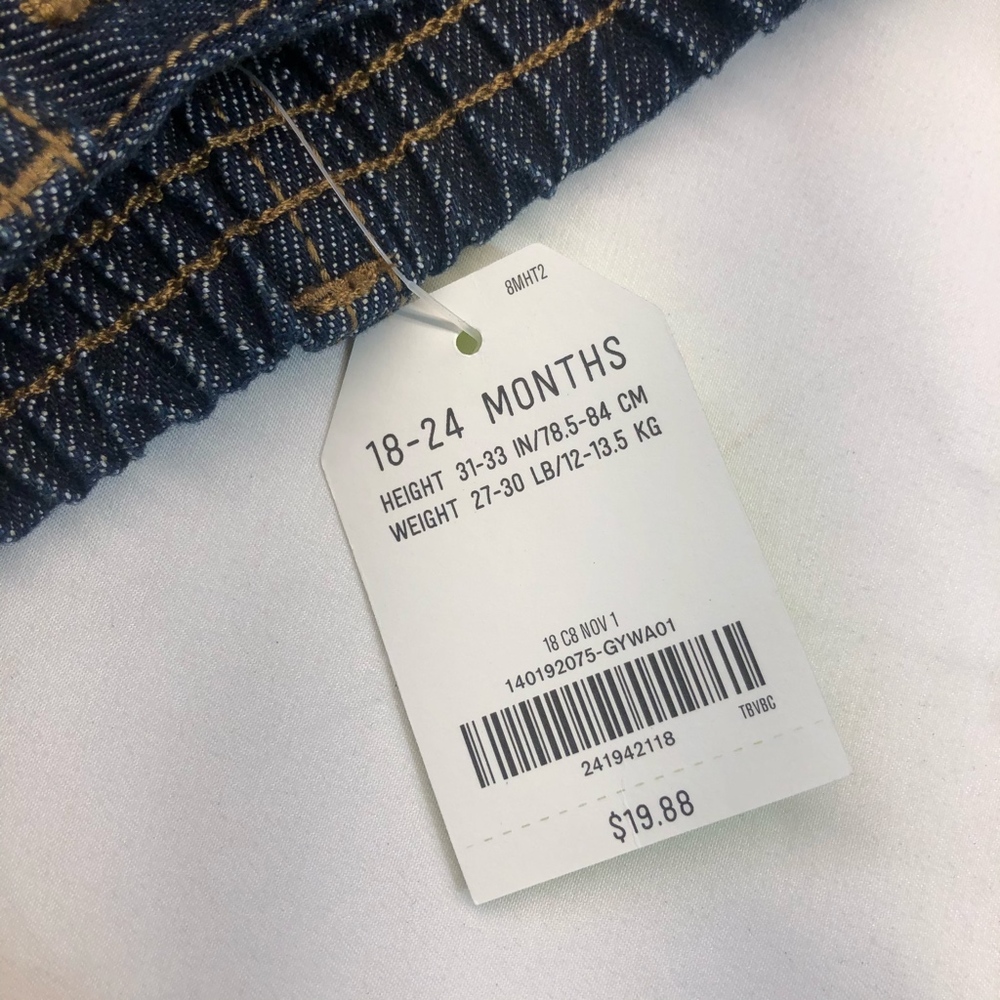 8MHT2
18-24 MONTHS
HEIGHT 31-33 IN/78.5-84 CM
WEIGHT 27-30 LB/12-13.5 KG
18 C8 NOV 1
140192075-GYWA01
TBVBC
241942118
$19.88